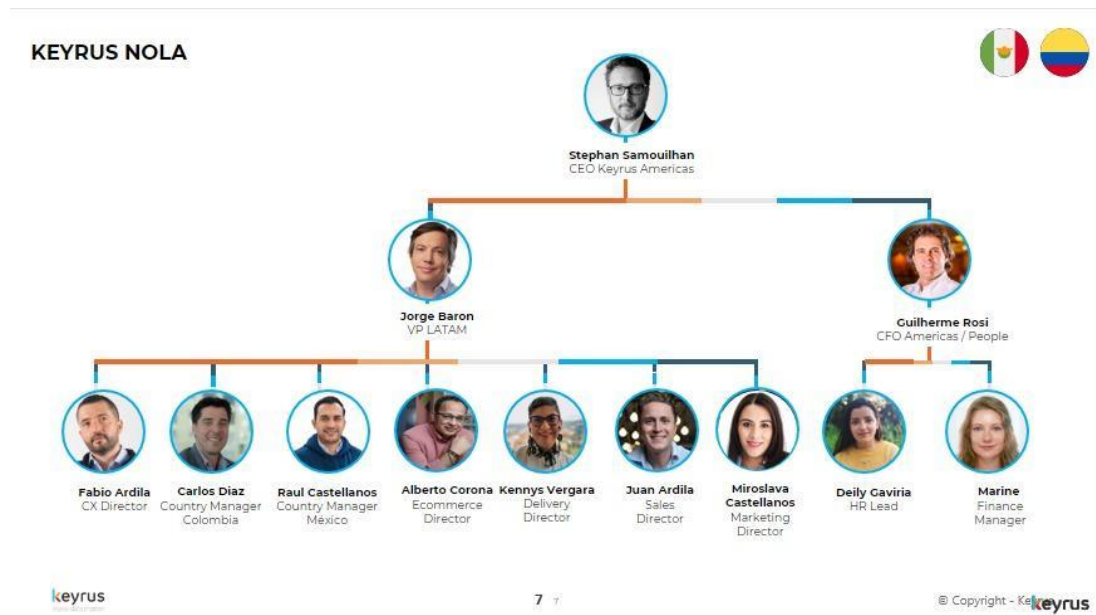 KEYRUS NOLA
Stephan Samouilhan
CEO Keyrus Americas
Jorge Baron
VP LATAM
Guilherme Rosi
CFO Americas / People
Fabio Ardila
CX Director
Carlos Diaz
Country Manager
Colombia
Raul Castellanos
Country Manager
México
Alberto Corona
Ecommerce
Director
Kennys Vergara
Delivery
Director
Juan Ardila
Sales
Director
Miroslava
Castellanos
Marketing
Director
Deily Gaviria
HR Lead
Marine
Finance
Manager
keyrus
7 7
© Copyright -
keyrus